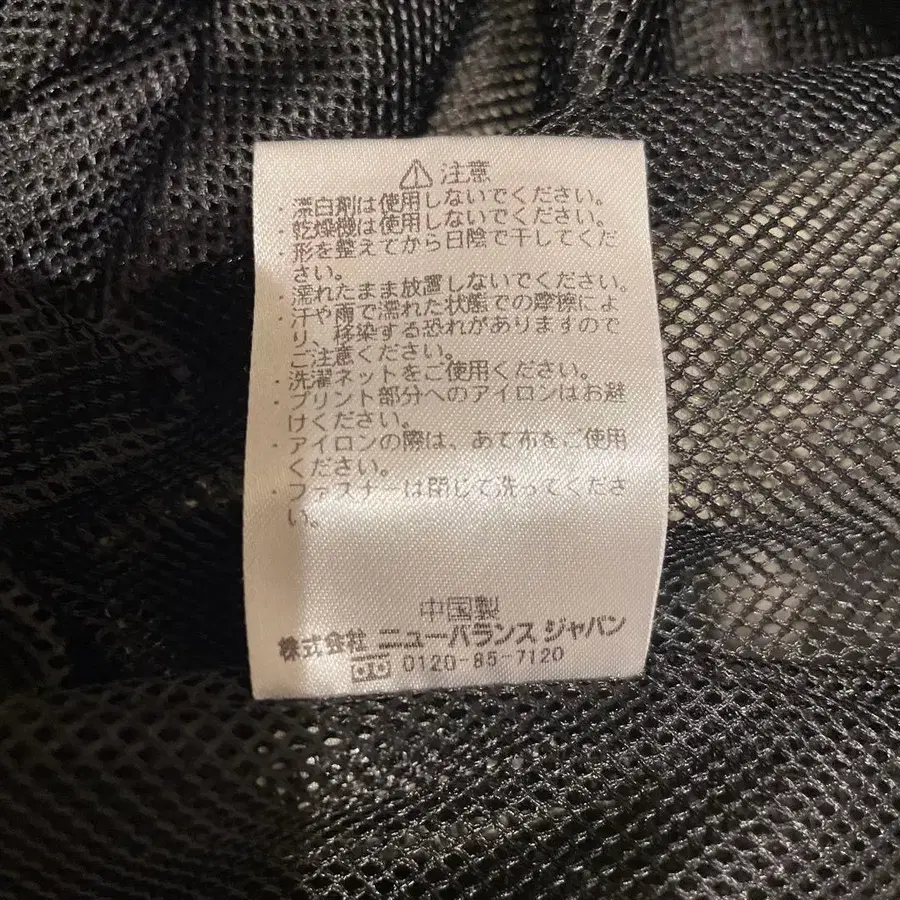 ⚠ 注意
・漂白剤は使用しないでください。
・乾燥機は使用しないでください。
・形を整えてから日陰で干してくだ
さい。
・濡れたまま放置しないでください。
・汗や雨で濡れた状態での摩擦によ
り、移染する恐れがありますので
ご注意ください。
・洗濯ネットをご使用ください。
・プリント部分へのアイロンはお避
けください。
・アイロンの際は、あて布をご使用
ください。
・ファスナーは閉じて洗ってくださ
い。
中国製
株式会社 ニューバランス ジャパン
0120-85-7120